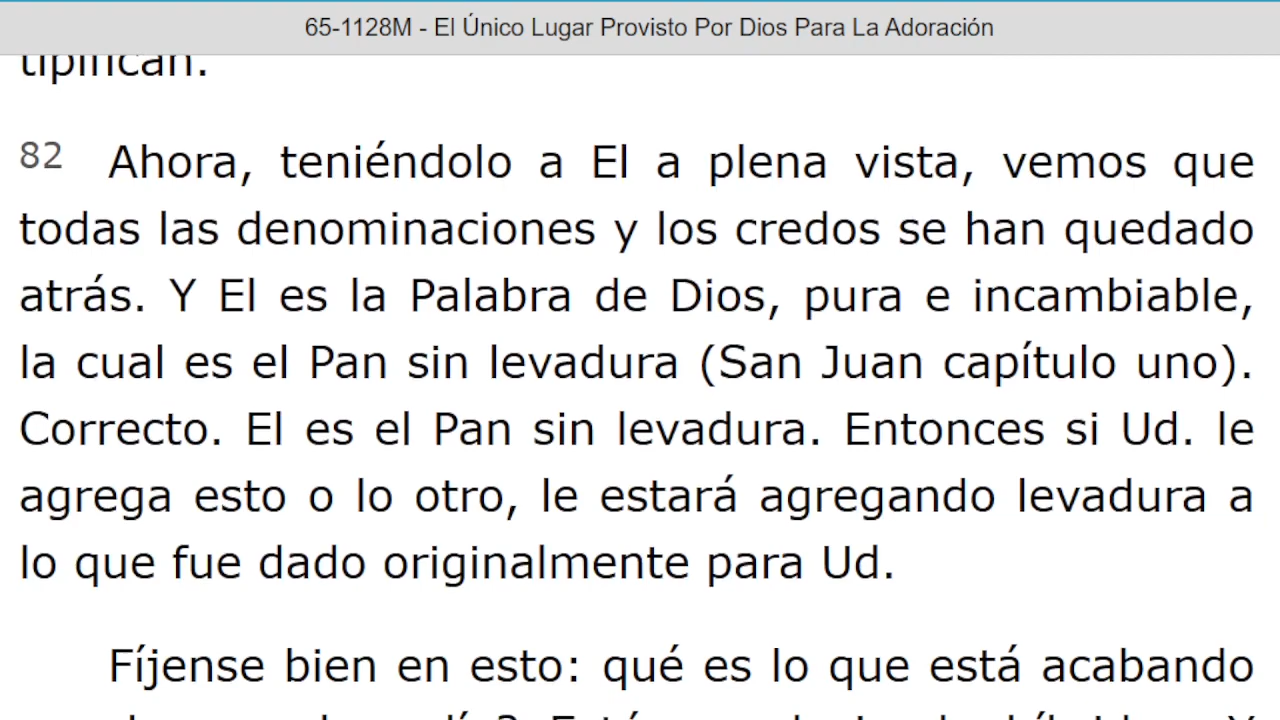 65-1128M - El Único Lugar Provisto Por Dios Para La Adoración
tipifican.
82 Ahora, teniéndolo a El a plena vista, vemos que
todas las denominaciones y los credos se han quedado
atrás. Y El es la Palabra de Dios, pura e incambiable,
la cual es el Pan sin levadura (San Juan capítulo uno).
Correcto. El es el Pan sin levadura. Entonces si Ud. le
agrega esto o lo otro, le estará agregando levadura a
lo que fue dado originalmente para Ud.
Fíjense bien en esto: qué es lo que está acabando